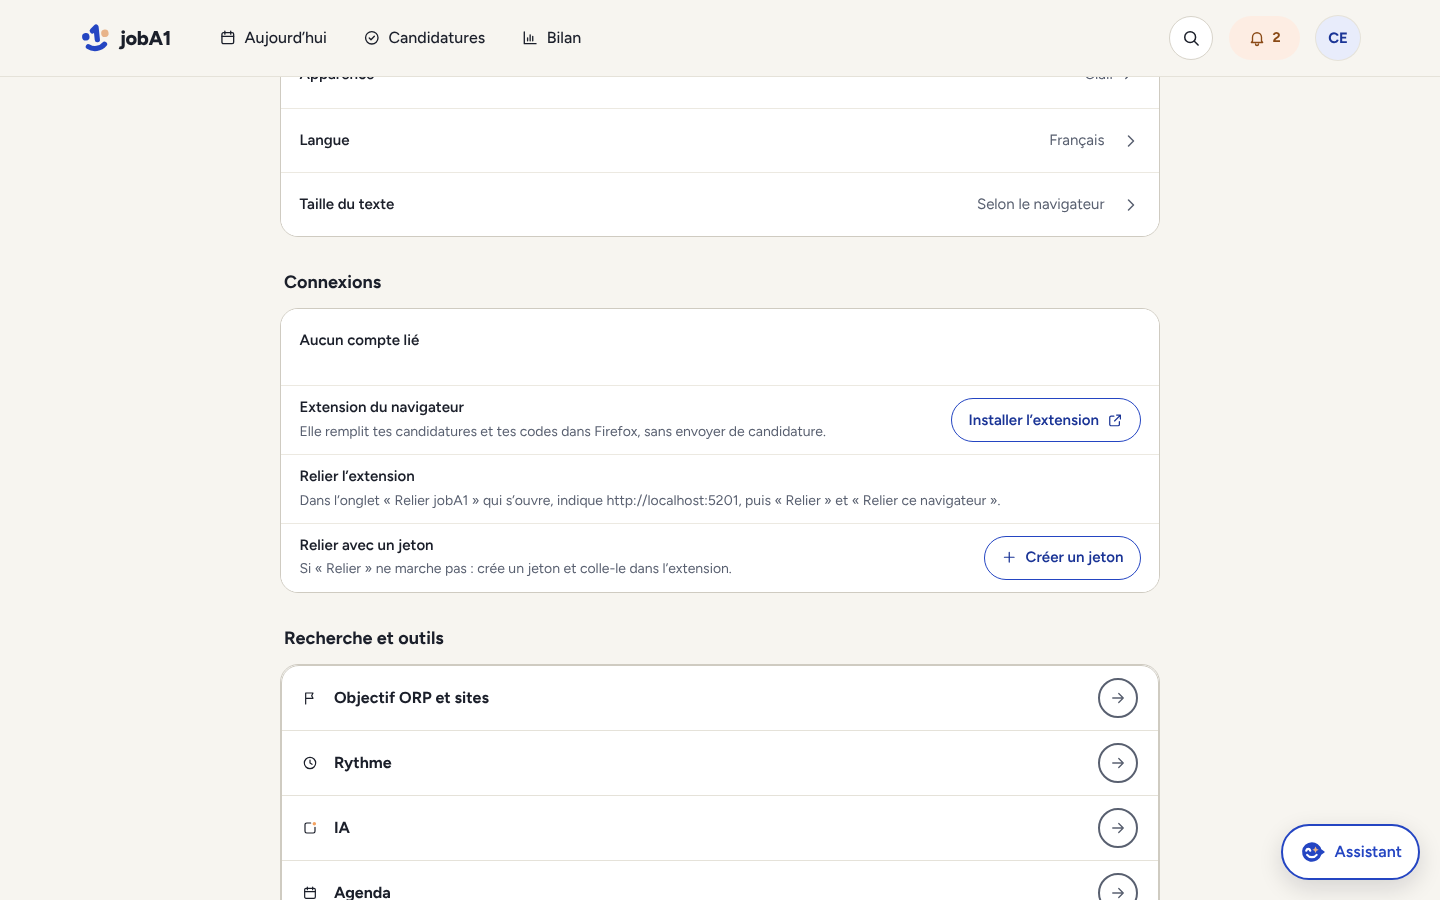 jobA1
Aujourd’hui
Candidatures
Bilan
2
CE
Apparence
Clair
Langue
Français
Taille du texte
Selon le navigateur
Connexions
Aucun compte lié
Extension du navigateur
Elle remplit tes candidatures et tes codes dans Firefox, sans envoyer de candidature.
Installer l’extension
Relier l’extension
Dans l’onglet « Relier jobA1 » qui s’ouvre, indique http://localhost:5201, puis « Relier » et « Relier ce navigateur ».
Relier avec un jeton
Si « Relier » ne marche pas : crée un jeton et colle-le dans l’extension.
Créer un jeton
Recherche et outils
Objectif ORP et sites
Rythme
IA
Agenda
Assistant